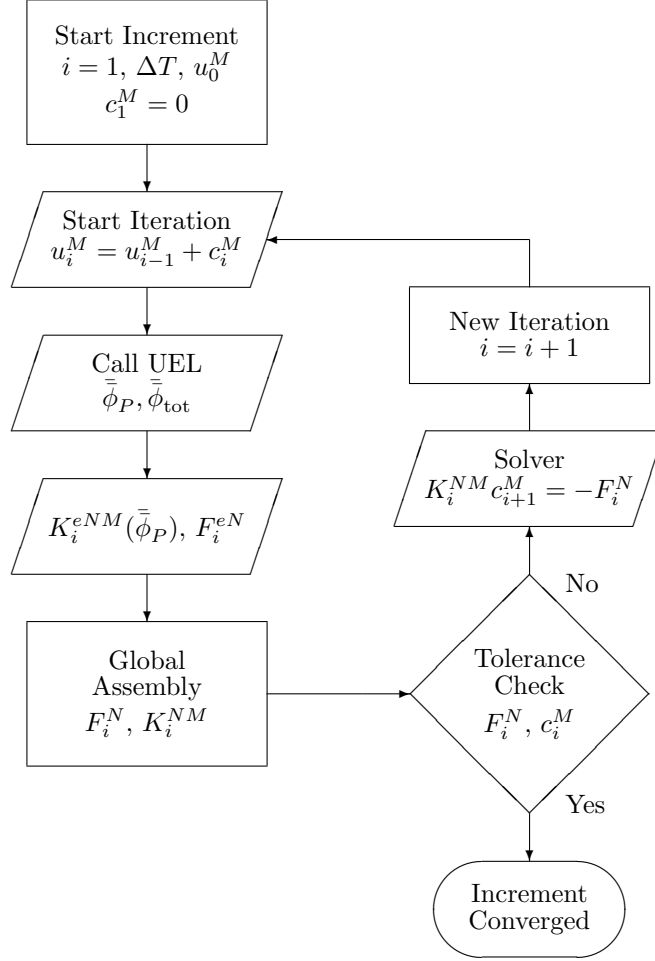 Start Increment
$i = 1, \Delta T, u_0^M$
$c_1^M = 0$
Start Iteration
$u_i^M = u_{i-1}^M + c_i^M$
Call UEL
$\bar{\bar{\phi}}_P, \bar{\bar{\phi}}_{\text{tot}}$
$K_i^{eNM}(\bar{\bar{\phi}}_P), F_i^{eN}$
Global
Assembly
$F_i^N, K_i^{NM}$
New Iteration
$i = i + 1$
Solver
$K_i^{NM} c_{i+1}^M = -F_i^N$
No
Tolerance
Check
$F_i^N, c_i^M$
Yes
Increment
Converged